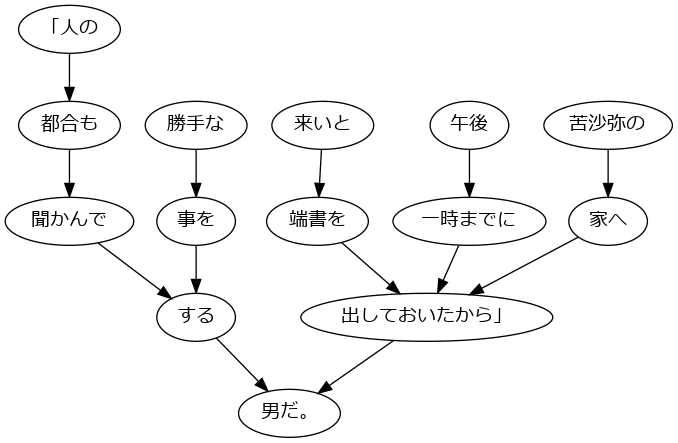 「人の
都合も
勝手な
来いと
午後
苦沙弥の
聞かんで
事を
端書を
一時までに
家へ
する
出しておいたから」
男だ。